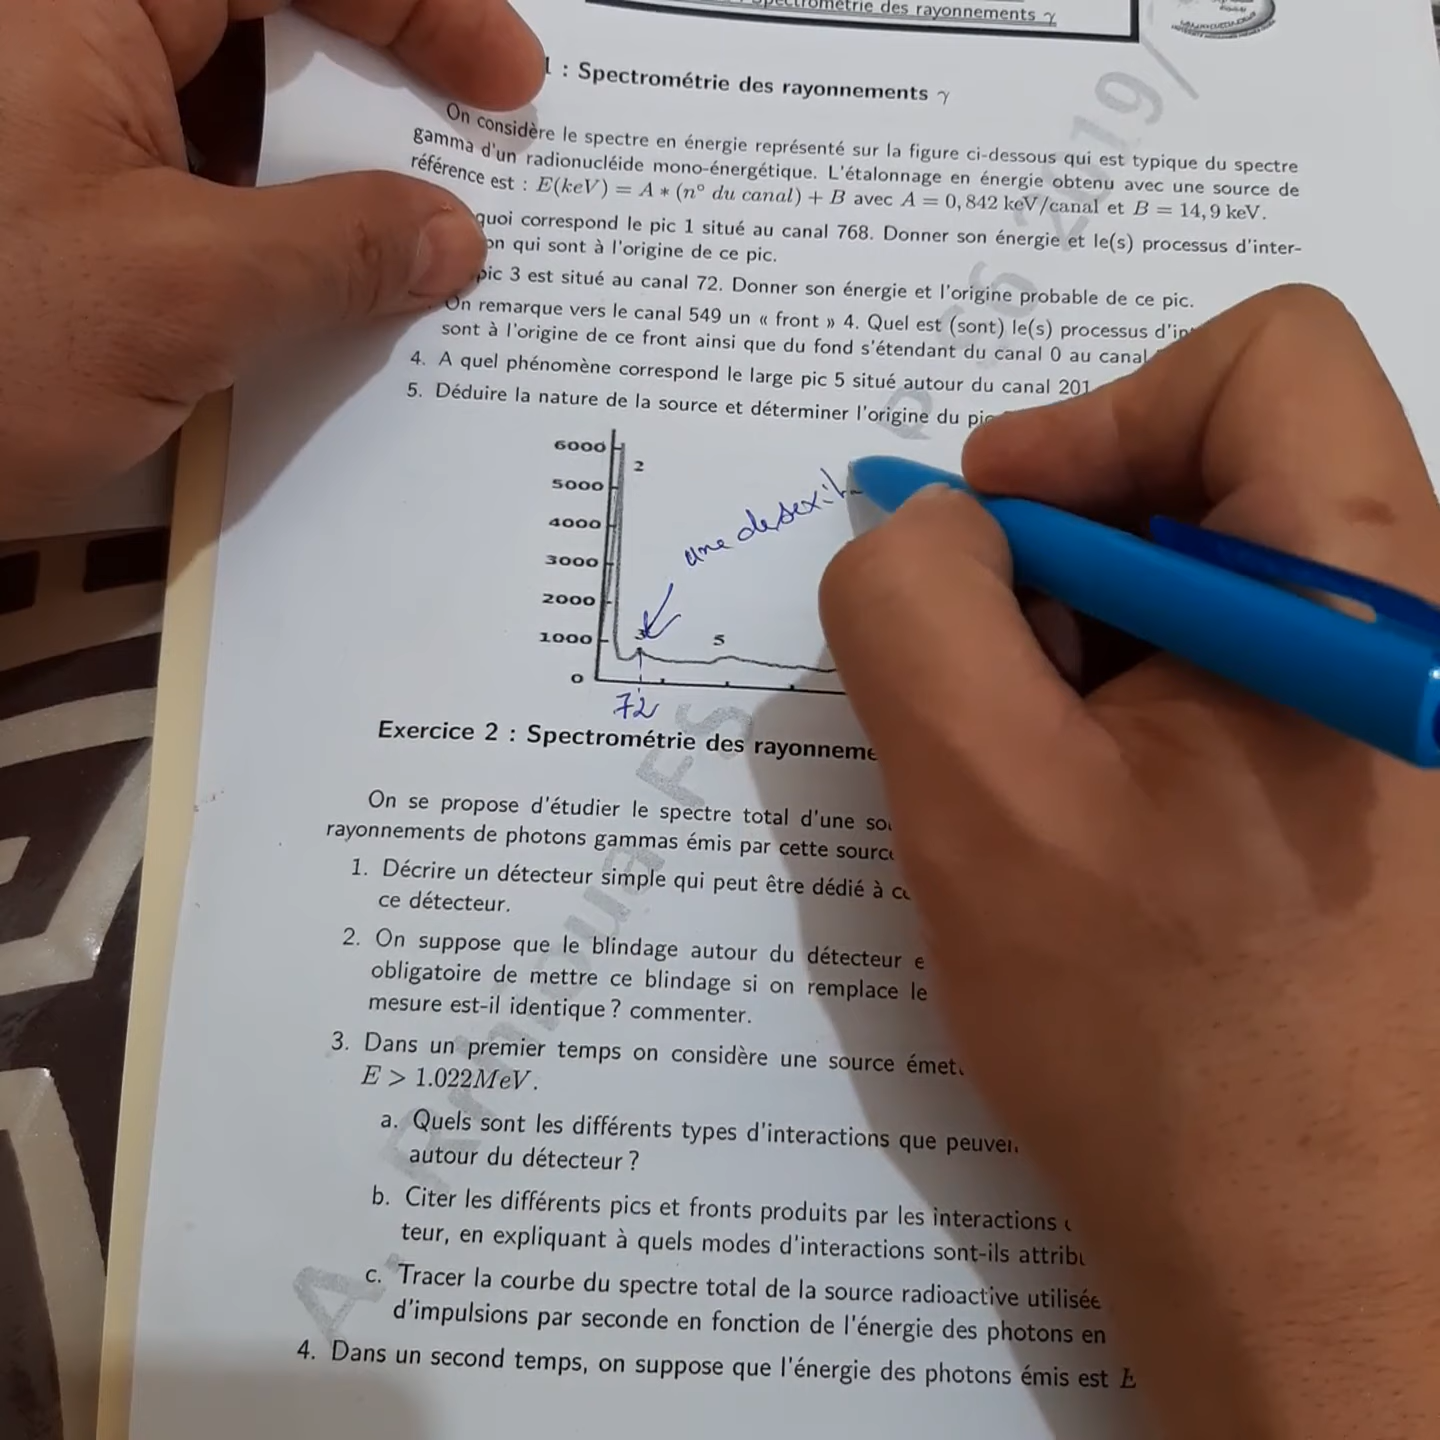 Spectrométrie des rayonnements γ
1 : Spectrométrie des rayonnements γ
On considère le spectre en énergie représenté sur la figure ci-dessous qui est typique du spectre
gamma d'un radionucléide mono-énergétique. L'étalonnage en énergie obtenu avec une source de
référence est : E(keV) = A * (n° du canal) + B avec A = 0, 842 keV/canal et B = 14, 9 keV.
quoi correspond le pic 1 situé au canal 768. Donner son énergie et le(s) processus d'inter-
on qui sont à l'origine de ce pic.
pic 3 est situé au canal 72. Donner son énergie et l'origine probable de ce pic.
On remarque vers le canal 549 un « front » 4. Quel est (sont) le(s) processus d'in
sont à l'origine de ce front ainsi que du fond s'étendant du canal 0 au canal
4. A quel phénomène correspond le large pic 5 situé autour du canal 201
5. Déduire la nature de la source et déterminer l'origine du pic
6000
2
5000
4000
3000
2000
1000
0
3
5
une desexit
72
Exercice 2 : Spectrométrie des rayonneme
On se propose d'étudier le spectre total d'une sou
rayonnements de photons gammas émis par cette source
1. Décrire un détecteur simple qui peut être dédié à ce
ce détecteur.
2. On suppose que le blindage autour du détecteur e
obligatoire de mettre ce blindage si on remplace le
mesure est-il identique ? commenter.
3. Dans un premier temps on considère une source émet
E > 1.022MeV.
a. Quels sont les différents types d'interactions que peuven
autour du détecteur ?
b. Citer les différents pics et fronts produits par les interactions
teur, en expliquant à quels modes d'interactions sont-ils attribu
c. Tracer la courbe du spectre total de la source radioactive utilisée
d'impulsions par seconde en fonction de l'énergie des photons en
4. Dans un second temps, on suppose que l'énergie des photons émis est E
A. Rrhioua FS
P S6 2019/